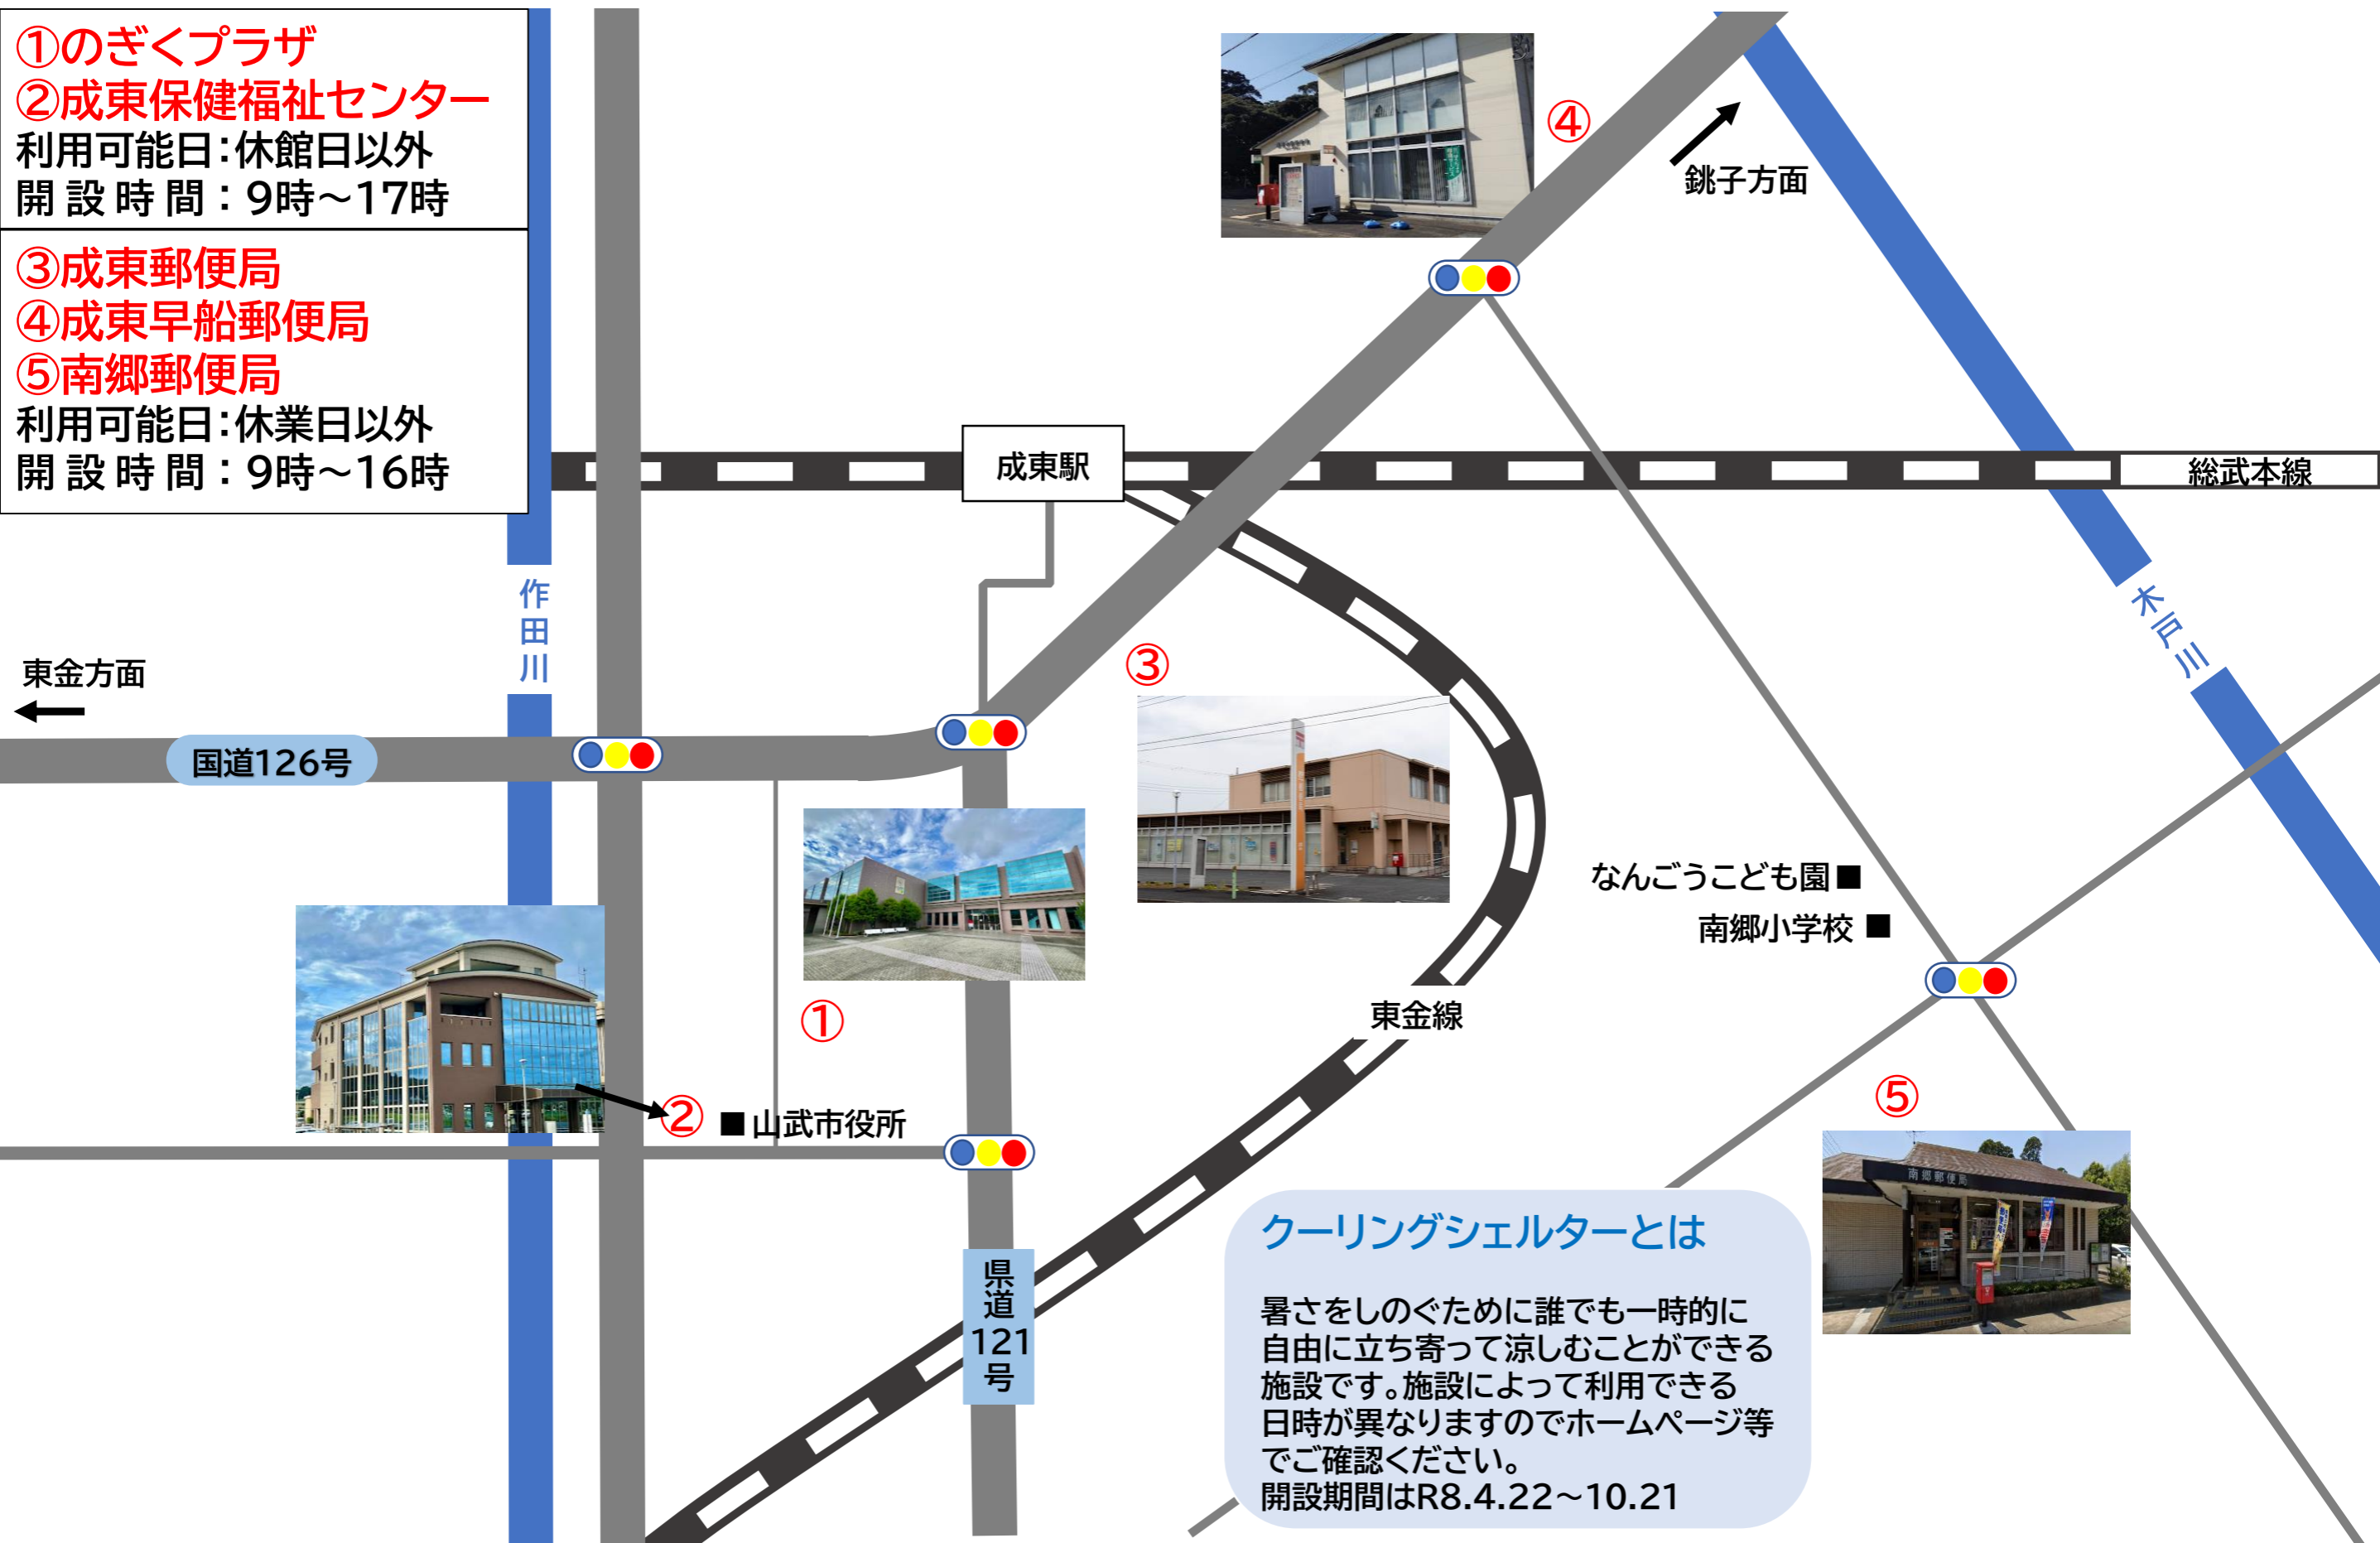 ①のぎくプラザ
②成東保健福祉センター
利用可能日：休館日以外
開設時間：9時～17時
③成東郵便局
④成東早船郵便局
⑤南郷郵便局
利用可能日：休業日以外
開設時間：9時～16時
④
銚子方面
成東駅
総武本線
作田川
木戸川
東金方面
国道126号
③
①
なんごうこども園■
南郷小学校■
東金線
②
■山武市役所
⑤
南郷郵便局
県道
121
号
クーリングシェルターとは
暑さをしのぐために誰でも一時的に
自由に立ち寄って涼しむことができる
施設です。施設によって利用できる
日時が異なりますのでホームページ等
でご確認ください。
開設期間はR8.4.22～10.21